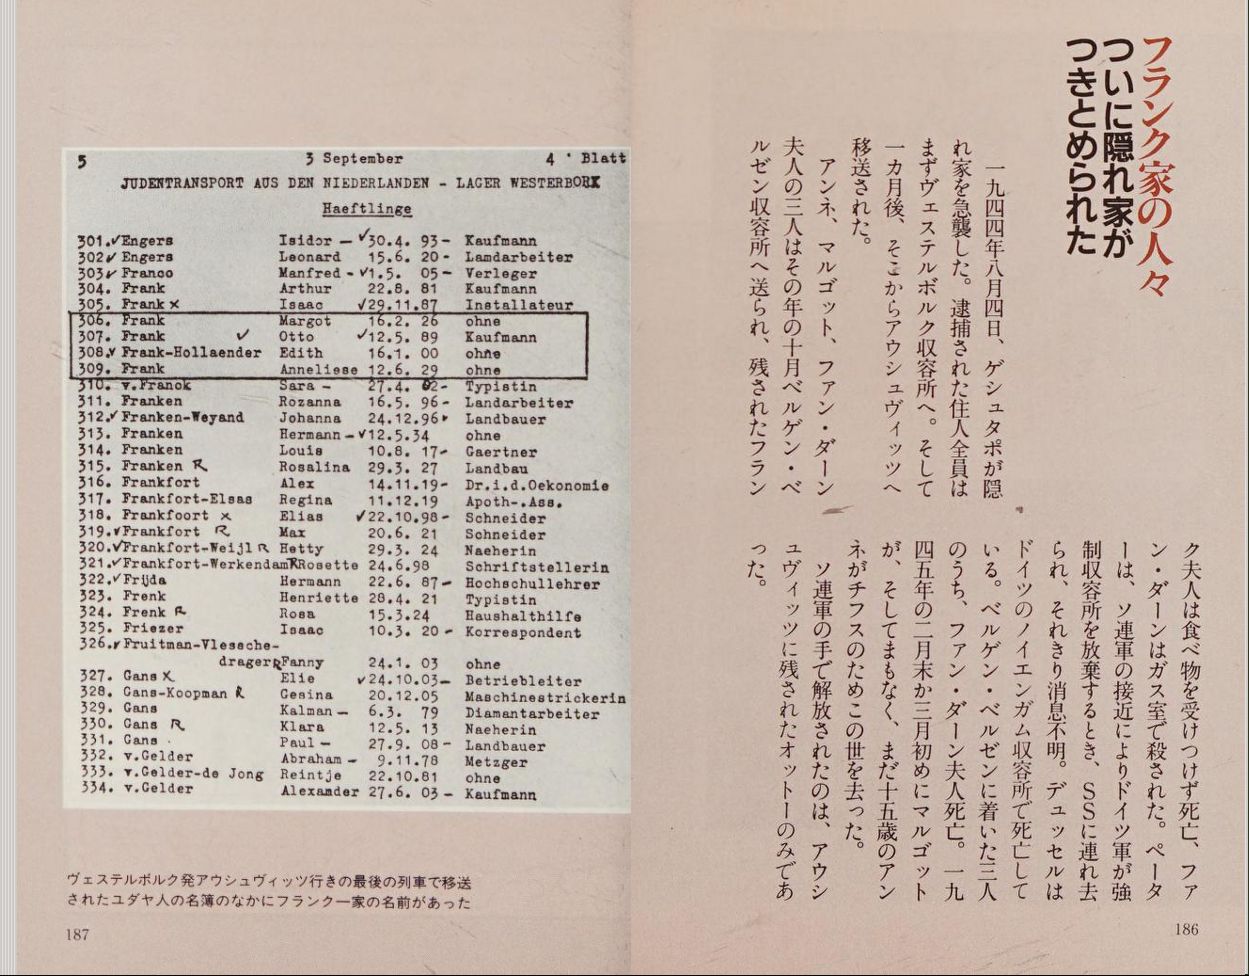 フランク家の人々
ついに隠れ家が
つきとめられた
一九四四年八月四日、ゲシュタポが隠
れ家を急襲した。逮捕された住人全員は
まずヴェステルボルク収容所へ。そして
一カ月後、そこからアウシュヴィッツへ
移送された。
アンネ、マルゴット、ファン・ダーン
夫人の三人はその年の十月ベルゲン・ベ
ルゼン収容所へ送られ、残されたフラン
ク夫人は食べ物を受けつけず死亡、ファ
ン・ダーンはガス室で殺された。ペータ
ーは、ソ連軍の接近によりドイツ軍が強
制収容所を放棄するとき、SSに連れ去
られ、それきり消息不明。デュッセルは
ドイツのノイエンガム収容所で死亡して
いる。ベルゲン・ベルゼンに着いた三人
のうち、ファン・ダーン夫人死亡。一九
四五年の二月末か三月初めにマルゴット
が、そしてまもなく、まだ十五歳のアン
ネがチフスのためこの世を去った。
ソ連軍の手で解放されたのは、アウシ
ュヴィッツに残されたオットーのみであ
った。
186
5 3 September 4 ' Blatt
JUDENTRANSPORT AUS DEN NIEDERLANDEN - LAGER WESTERBORK
Haeftlinge
301.✓Engers Isidor — ✓30.4. 93- Kaufmann
302✓ Engers Leonard 15.6. 20- Lamdarbeiter
303✓ Franco Manfred - ✓1.5. 05- Verleger
304. Frank Arthur 22.8. 81 Kaufmann
305. Frank x Isaac ✓29.11.87 Installateur
306. Frank Margot 16.2. 26 ohne
307. Frank ✓ Otto ✓12.5. 89 Kaufmann
308.✓ Frank-Hollaender Edith 16.1. 00 ohne
309. Frank Anneliese 12.6. 29 ohne
310. v.Franck Sara - 27.4. 02- Typistin
311. Franken Rozanna 16.5. 96- Landarbeiter
312.✓ Franken-Weyand Johanna 24.12.96- Landbauer
313. Franken Hermann - ✓12.5.34 ohne
314. Franken Louis 10.8. 17- Gaertner
315. Franken R Rosalina 29.3. 27 Landbau
316. Frankfort Alex 14.11.19- Dr.i.d.Oekonomie
317. Frankfort-Elsas Regina 11.12.19 Apoth-.Ass.
318. Frankfoort x Elias ✓22.10.98- Schneider
319.✓Frankfort R Max 20.6. 21 Schneider
320.✓Frankfort-Weijl R Hetty 29.3. 24 Naeherin
321.✓Frankfort-Werkendam R Rosette 24.6.98 Schriftstellerin
322.✓Frijda Hermann 22.6. 87- Hochschullehrer
323. Frenk Henriette 28.4. 21 Typistin
324. Frenk R Rosa 15.3.24 Haushalthilfe
325. Friezer Isaac 10.3. 20- Korrespondent
326.✓Fruitman-Vlessche-
drager R Fanny 24.1. 03 ohne
327. Gans x Elie ✓24.10.03- Betriebleiter
328. Gans-Koopman R Gesina 20.12.05 Maschinestrickerin
329. Gans Kalman - 6.3. 79 Diamantarbeiter
330. Gans R Klara 12.5. 13 Naeherin
331. Gans Paul - 27.9. 08- Landbauer
332. v.Gelder Abraham - 9.11.78 Metzger
333. v.Gelder-de Jong Reintje 22.10.81 ohne
334. v.Gelder Alexander 27.6. 03- Kaufmann
ヴェステルボルク発アウシュヴィッツ行きの最後の列車で移送
されたユダヤ人の名簿のなかにフランク一家の名前があった
187